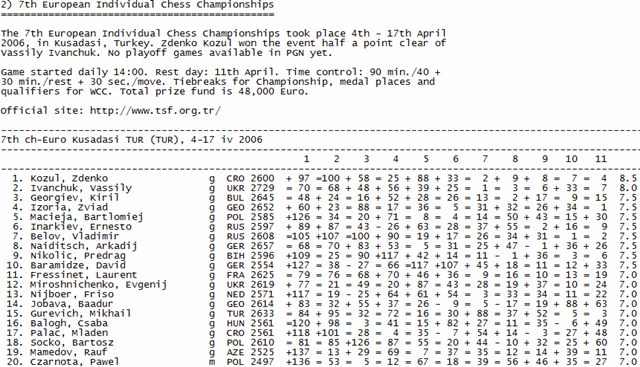 2) 7th European Individual Chess Championships
==============================================
The 7th European Individual Chess Championships took place 4th - 17th April
2006, in Kusadasi, Turkey. Zdenko Kozul won the event half a point clear of
Vassily Ivanchuk. No playoff games available in PGN yet.
Game started daily 14:00. Rest day: 11th April. Time control: 90 min./40 +
30 min./rest + 30 sec./move. Tiebreaks for Championship, medal places and
qualifiers for WCC. Total prize fund is 48,000 Euro.
Official site: http://www.tsf.org.tr/
7th ch-Euro Kusadasi TUR (TUR), 4-17 iv 2006
1 2 3 4 5 6 7 8 9 10 11
1. Kozul, Zdenko g CRO 2600 + 97 =100 + 58 = 25 + 88 + 33 = 2 + 9 + 8 = 7 = 4 8.5
2. Ivanchuk, Vassily g UKR 2729 = 70 = 68 + 48 + 56 + 39 + 25 = 1 = 3 = 6 + 33 = 7 8.0
3. Georgiev, Kiril g BUL 2645 = 48 + 24 = 16 + 52 + 28 = 26 = 13 = 2 + 17 = 9 = 15 7.5
4. Izoria, Zviad g GEO 2652 + 60 + 23 = 88 = 17 = 36 = 5 = 31 + 32 = 26 + 34 = 1 7.5
5. Macieja, Bartlomiej g POL 2585 +126 = 34 = 20 + 71 = 8 = 4 = 14 = 50 + 43 = 15 + 30 7.5
6. Inarkiev, Ernesto g RUS 2597 + 89 + 87 = 43 - 26 + 63 = 28 = 37 + 55 = 2 + 16 = 9 7.5
7. Belov, Vladimir g RUS 2608 -105 +107 =100 + 90 = 19 + 17 = 26 + 34 + 31 = 1 = 2 7.5
8. Naiditsch, Arkadij g GER 2657 = 68 = 70 + 83 + 53 = 5 = 31 = 25 + 47 - 1 + 36 + 26 7.5
9. Nikolic, Predrag g BIH 2596 +109 = 25 = 90 +117 + 42 + 14 = 11 - 1 + 36 = 3 = 6 7.5
10. Baramidze, David g GER 2554 +127 = 38 - 27 = 66 =117 +107 + 45 + 18 = 11 = 12 + 33 7.5
11. Fressinet, Laurent g FRA 2625 = 79 + 76 = 68 + 70 + 46 + 36 = 9 + 16 = 10 = 13 = 19 7.0
12. Miroshnichenko, Evgenij g UKR 2619 + 77 = 21 = 49 = 20 + 87 = 43 = 28 = 19 + 37 = 10 = 24 7.0
13. Nijboer, Friso g NED 2571 +117 = 19 - 25 + 64 + 61 + 54 = 3 = 33 + 34 = 11 = 22 7.0
14. Jobava, Baadur g GEO 2614 + 83 = 32 + 55 + 37 = 26 - 9 = 5 - 17 = 19 + 88 + 63 7.0
15. Gurevich, Mikhail g TUR 2633 = 84 + 95 = 32 = 72 = 16 = 30 + 88 + 37 + 52 = 5 = 3 7.0
16. Balogh, Csaba g HUN 2561 +120 + 98 = 3 = 41 = 15 + 82 + 27 = 11 = 35 - 6 + 49 7.0
17. Palac, Mladen g CRO 2561 +118 +101 = 28 = 4 = 35 - 7 + 54 + 14 - 3 = 27 + 48 7.0
18. Socko, Bartosz g POL 2610 = 81 = 85 +126 = 87 = 55 = 20 + 44 - 10 + 32 = 25 + 60 7.0
19. Mamedov, Rauf g AZE 2525 +137 = 13 + 29 = 69 = 7 = 37 = 35 = 12 = 14 + 39 = 11 7.0
20. Czarnota, Pawel m POL 2497 +136 = 53 = 5 = 12 = 67 = 18 = 39 = 56 + 46 + 35 = 27 7.0